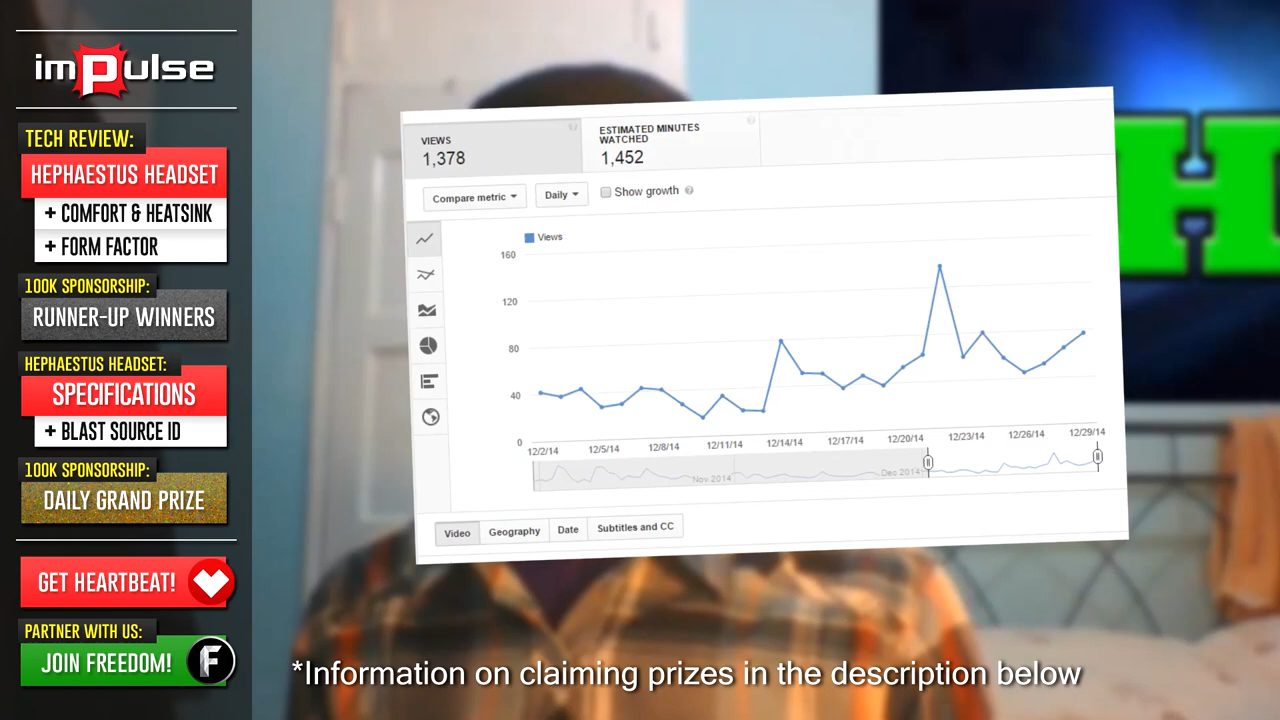 impulse
TECH REVIEW:
HEPHAESTUS HEADSET
+ COMFORT & HEATSINK
+ FORM FACTOR
100K SPONSORSHIP:
RUNNER-UP WINNERS
HEPHAESTUS HEADSET:
SPECIFICATIONS
+ BLAST SOURCE ID
100K SPONSORSHIP:
DAILY GRAND PRIZE
GET HEARTBEAT!
PARTNER WITH US:
JOIN FREEDOM!
F
VIEWS
1,378
?
ESTIMATED MINUTES
WATCHED
1,452
?
Compare metric
Daily
Show growth
?
Views
160
120
80
40
0
12/2/14
12/5/14
12/8/14
12/11/14
12/14/14
12/17/14
12/20/14
12/23/14
12/26/14
12/29/14
Nov 2014
Dec 2014
Video
Geography
Date
Subtitles and CC
H
*Information on claiming prizes in the description below